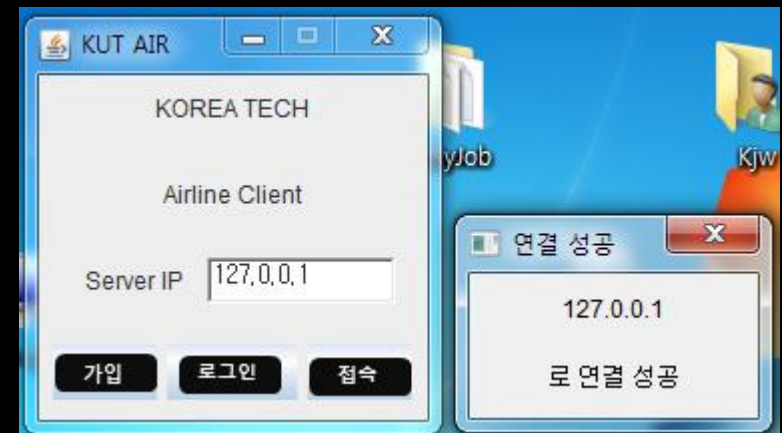 KUT AIR
KOREA TECH
Airline Client
Server IP 127.0.0.1
가입 로그인 접속
yJob
Kjw
연결 성공
127.0.0.1
로 연결 성공